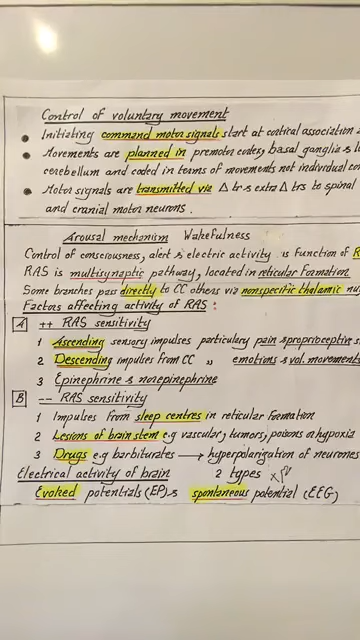 Control of voluntary movement
• Initiating command motor signals start at cortical association
• Movements are planned in premotor cortex, basal ganglia &
cerebellum and coded in terms of movements not individual
• Motor signals are transmitted via Δ trs & extra Δ trs to spinal
and cranial motor neurons.
Arousal mechanism Wakefulness
Control of consciousness, alert & electric activity is function of
RAS is multisynaptic pathway, located in reticular formation
Some branches pass directly to CC others via nonspecific thalamic
Factors affecting activity of RAS :
A ++ RAS sensitivity
1 Ascending sensory impulses particulary pain & proprioceptive
2 Descending impulses from CC " emotions & vol. movements
3 Epinephrine & norepinephrine
B -- RAS sensitivity
1 Impulses from sleep centres in reticular formation
2 Lesions of brain stem e.g vascular, tumors, poisons or hypoxia
3 Drugs e.g barbiturates → hyperpolarization of neurones
Electrical activity of brain 2 types
Evoked potentials (EP) & spontaneous potential (EEG)